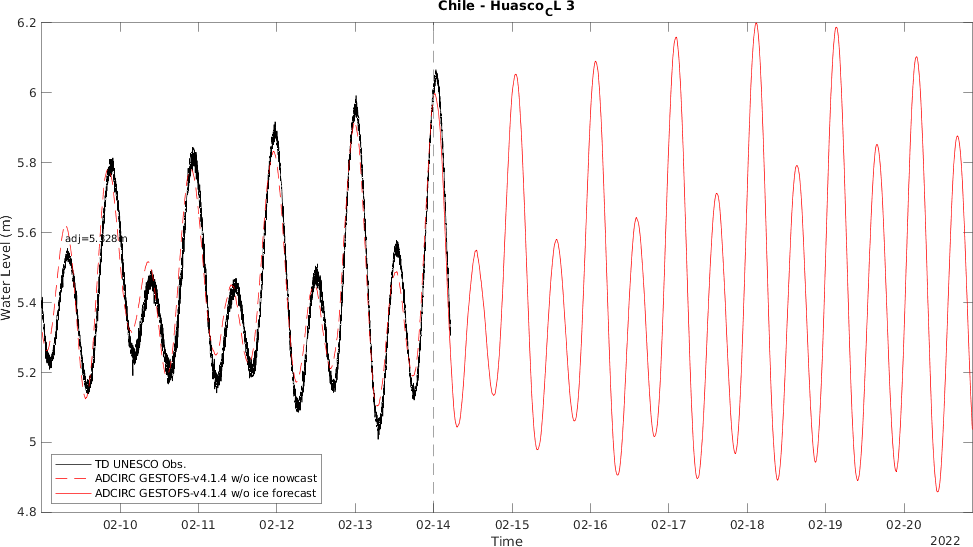 Chile - Huasco_CL 3
6.2
6
5.8
5.6
5.4
5.2
5
4.8
Water Level (m)
adj=5.328m
TD UNESCO Obs.
ADCIRC GESTOFS-v4.1.4 w/o ice nowcast
ADCIRC GESTOFS-v4.1.4 w/o ice forecast
02-10 02-11 02-12 02-13 02-14 02-15 02-16 02-17 02-18 02-19 02-20
Time
2022